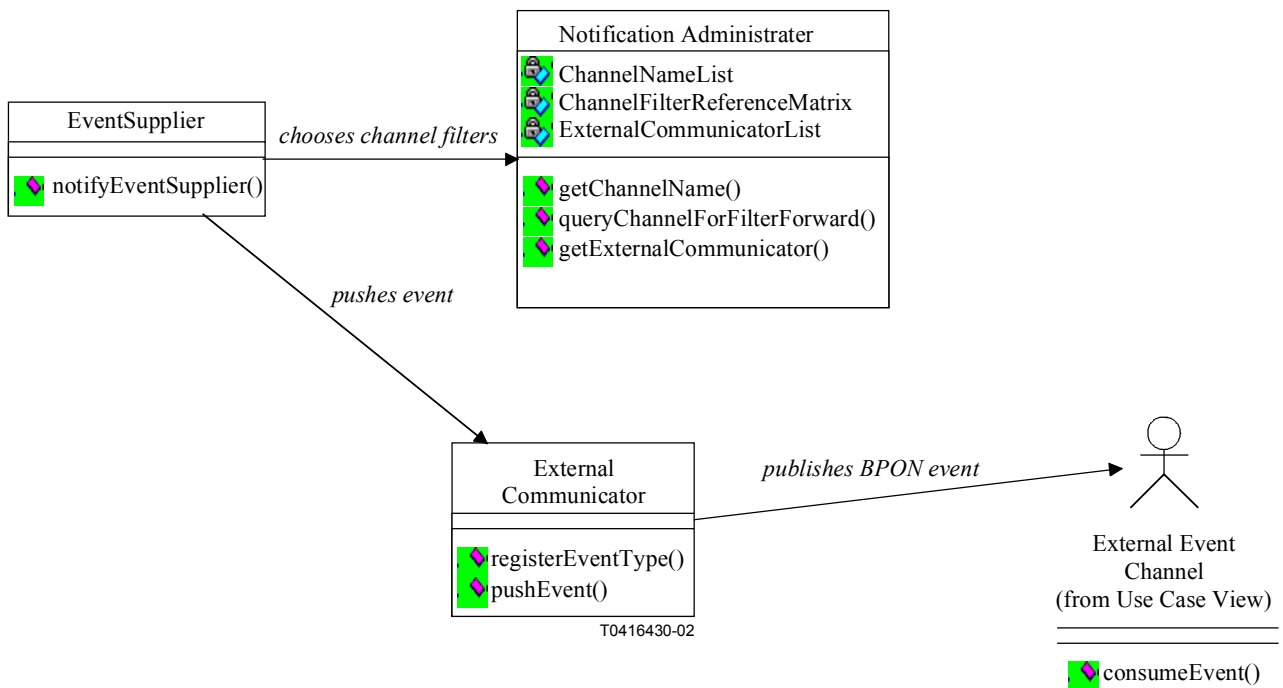 Notification Administrater
ChannelNameList
ChannelFilterReferenceMatrix
ExternalCommunicatorList
getChannelName()
queryChannelForFilterForward()
getExternalCommunicator()
EventSupplier
notifyEventSupplier()
chooses channel filters
pushes event
External
Communicator
registerEventType()
pushEvent()
T0416430-02
publishes BPON event
External Event
Channel
(from Use Case View)
consumeEvent()